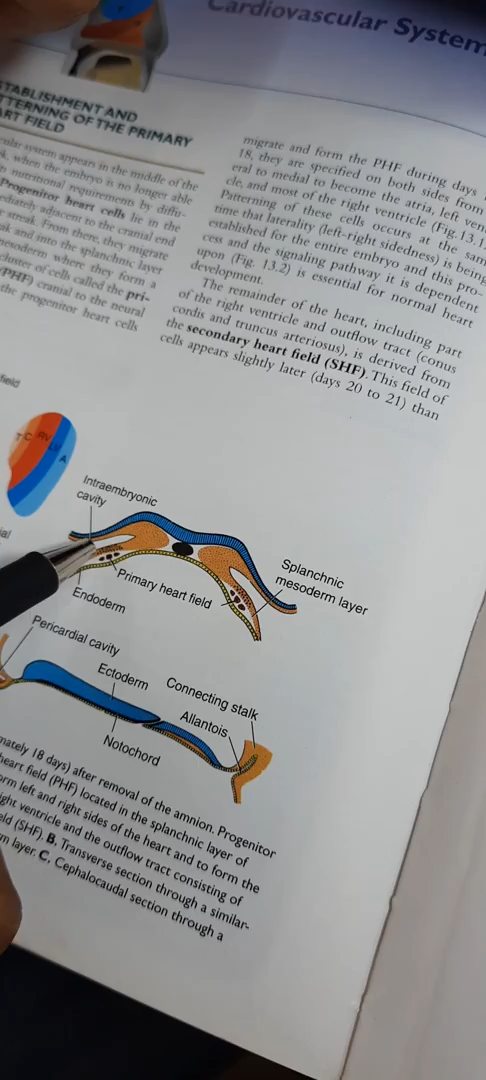 Cardiovascular System
STABLISHMENT AND
TTERNING OF THE PRIMARY
ART FIELD
cular system appears in the middle of the
k, when the embryo is no longer able
nutritional requirements by diffu-
Progenitor heart cells lie in the
ediately adjacent to the cranial end
e streak. From there, they migrate
ak and into the splanchnic layer
mesoderm where they form a
cluster of cells called the pri-
(PHF) cranial to the neural
the progenitor heart cells
migrate and form the PHF during days
18, they are specified on both sides from
eral to medial to become the atria, left ven
cle, and most of the right ventricle (Fig.13.1
Patterning of these cells occurs at the sam
time that laterality (left-right sidedness) is being
established for the entire embryo and this pro-
cess and the signaling pathway it is dependent
upon (Fig. 13.2) is essential for normal heart
development.
The remainder of the heart, including part
of the right ventricle and outflow tract (conus
cordis and truncus arteriosus), is derived from
the secondary heart field (SHF). This field of
cells appears slightly later (days 20 to 21) than
field
T C RV LV A
ial
Intraembryonic
cavity
Splanchnic
mesoderm layer
Primary heart field
Endoderm
Pericardial cavity
Ectoderm
Connecting stalk
Allantois
Notochord
mately 18 days) after removal of the amnion. Progenitor
heart field (PHF) located in the splanchnic layer of
orm left and right sides of the heart and to form the
ight ventricle and the outflow tract consisting of
eld (SHF). B. Transverse section through a similar-
m layer. C. Cephalocaudal section through a